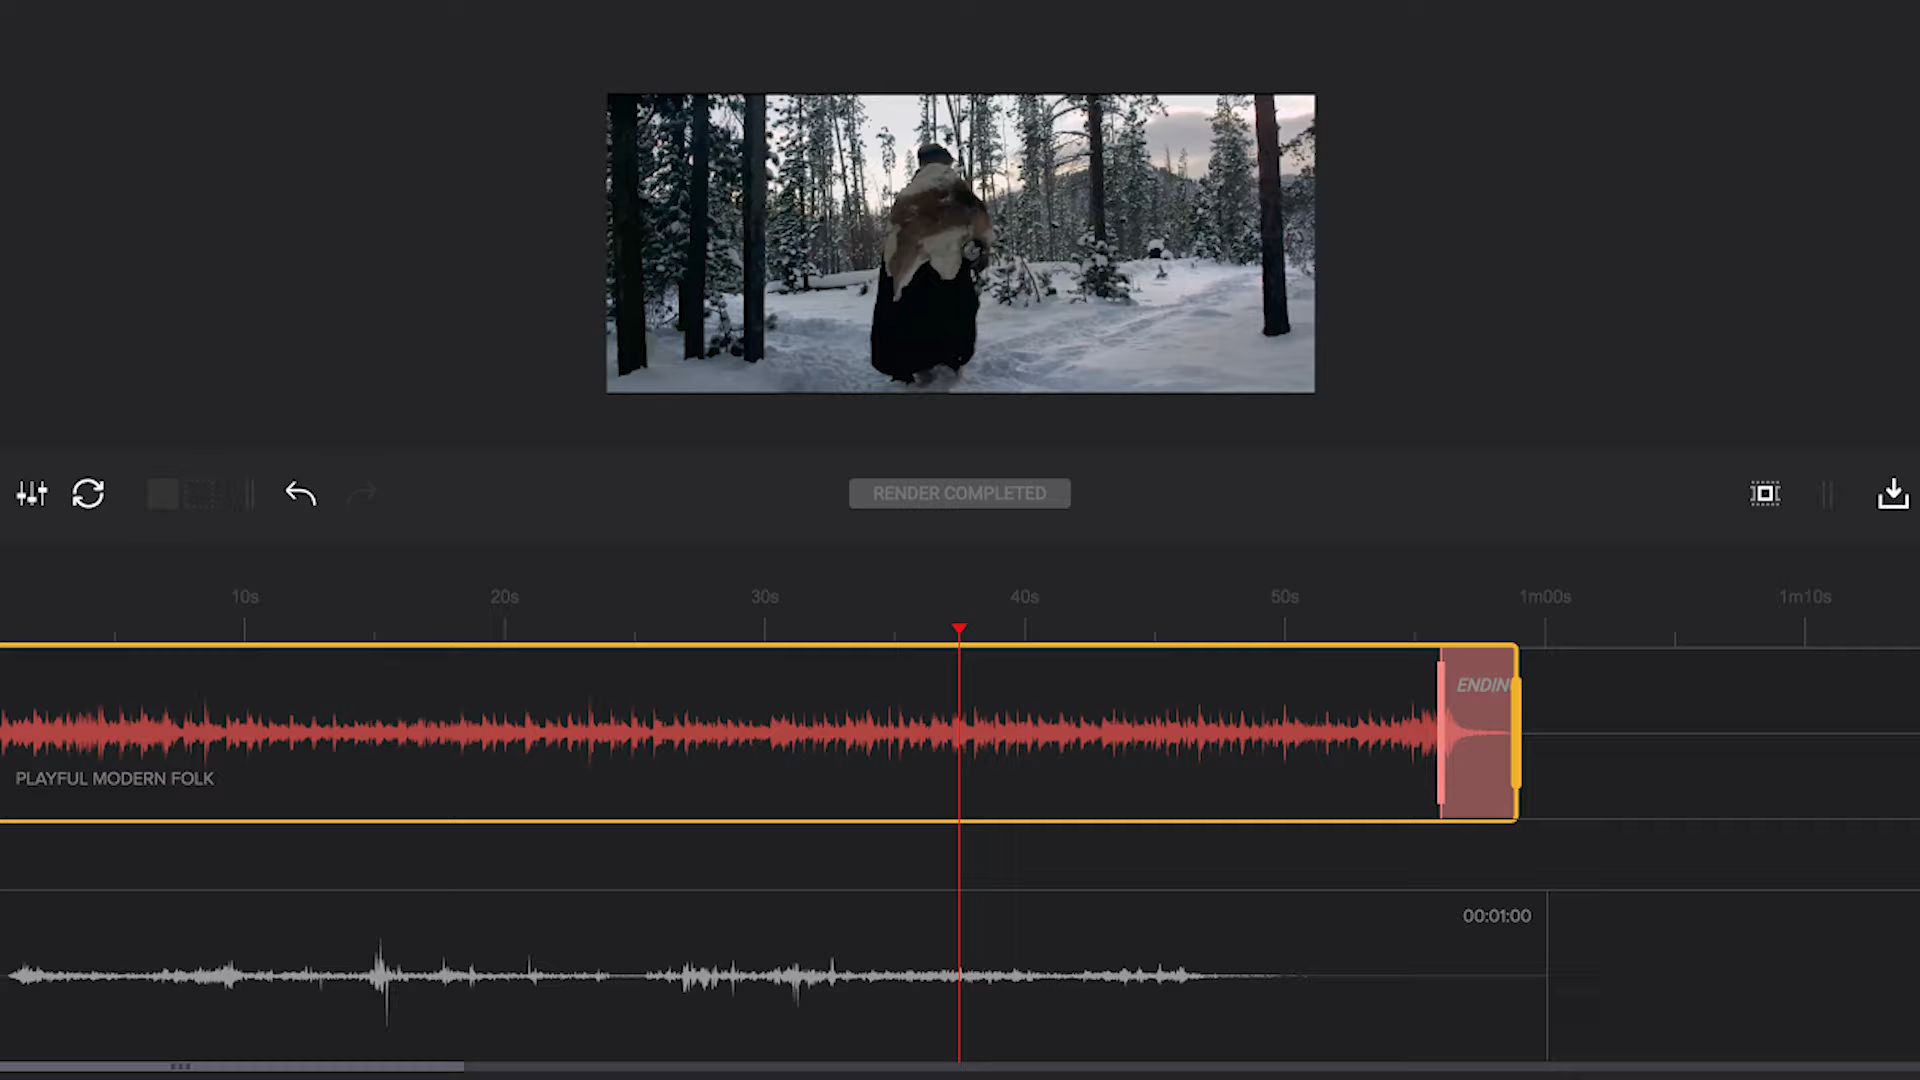 RENDER COMPLETED
10s 20s 30s 40s 50s 1m00s 1m10s
ENDIN
PLAYFUL MODERN FOLK
00:01:00